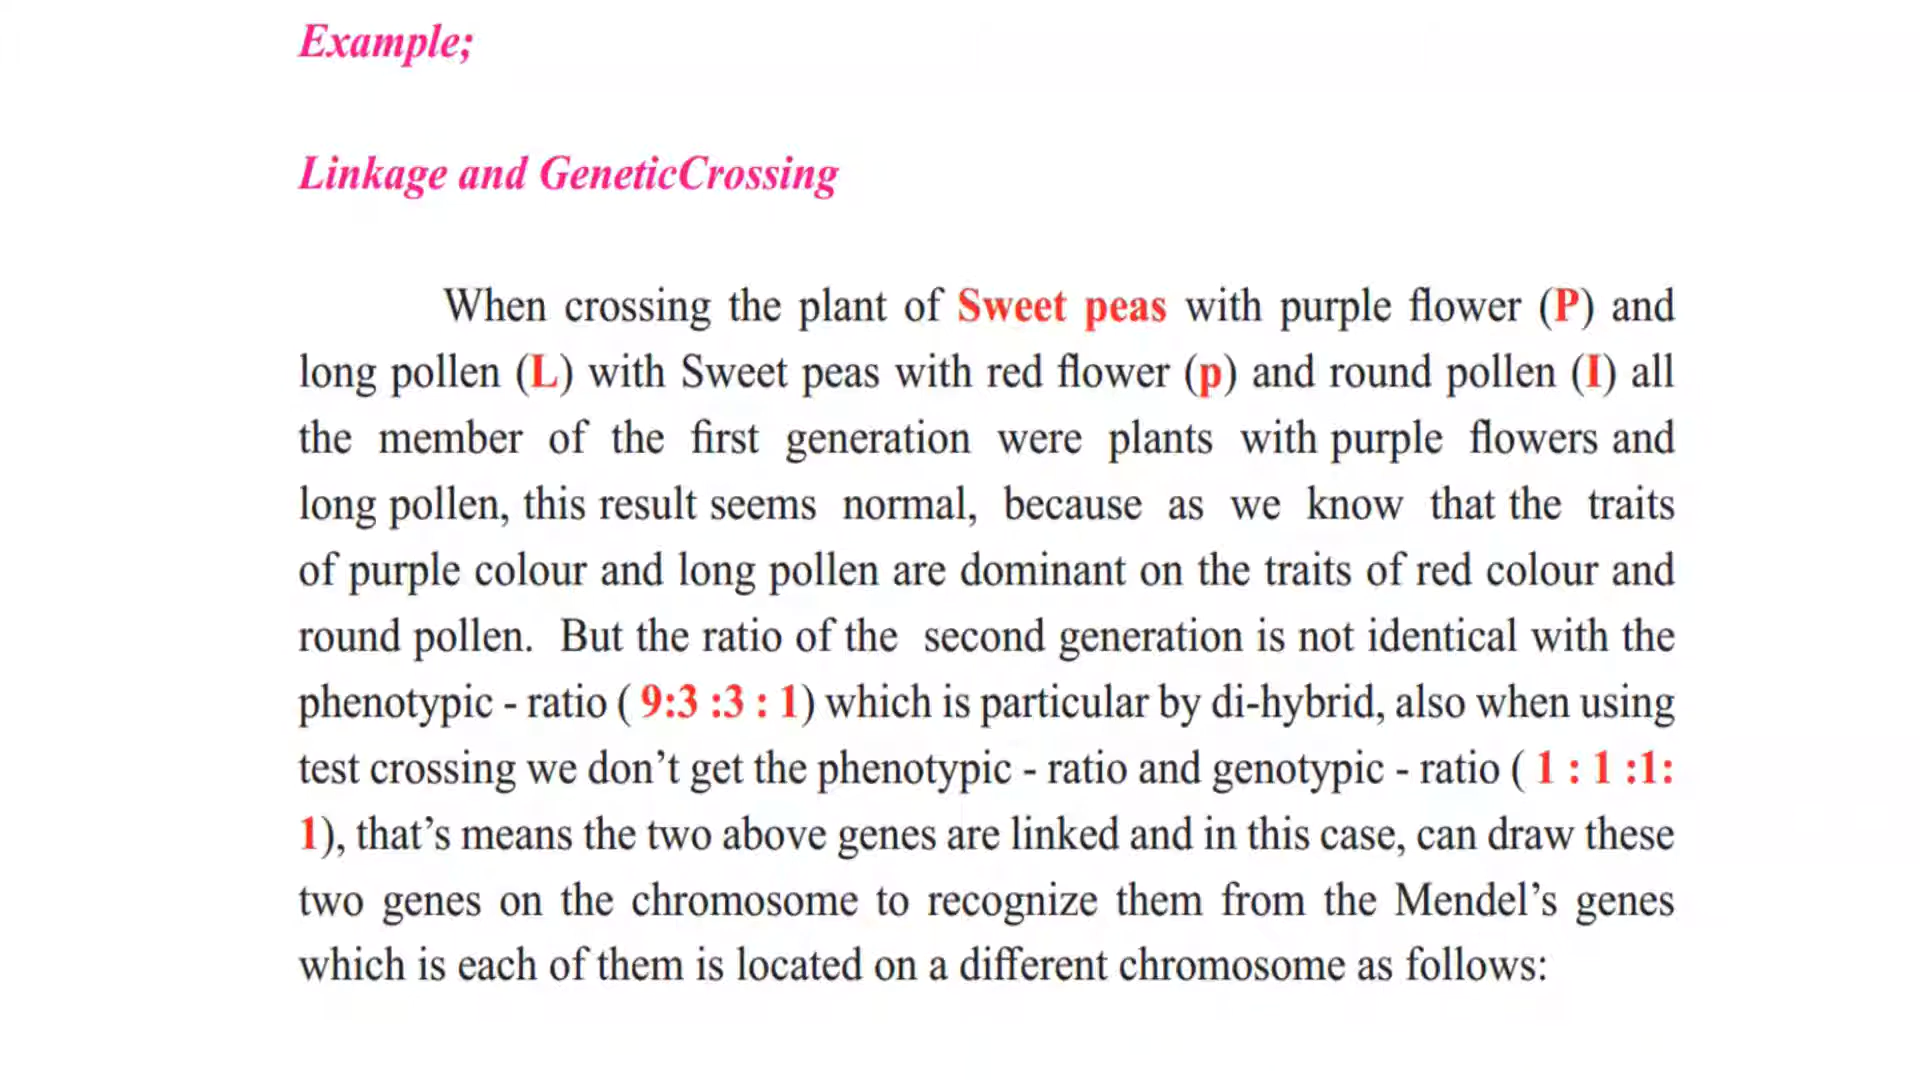 Example;
Linkage and GeneticCrossing
When crossing the plant of Sweet peas with purple flower (P) and
long pollen (L) with Sweet peas with red flower (p) and round pollen (I) all
the member of the first generation were plants with purple flowers and
long pollen, this result seems normal, because as we know that the traits
of purple colour and long pollen are dominant on the traits of red colour and
round pollen. But the ratio of the second generation is not identical with the
phenotypic - ratio ( 9:3 :3 : 1) which is particular by di-hybrid, also when using
test crossing we don’t get the phenotypic - ratio and genotypic - ratio ( 1 : 1 :1:
1), that’s means the two above genes are linked and in this case, can draw these
two genes on the chromosome to recognize them from the Mendel’s genes
which is each of them is located on a different chromosome as follows: